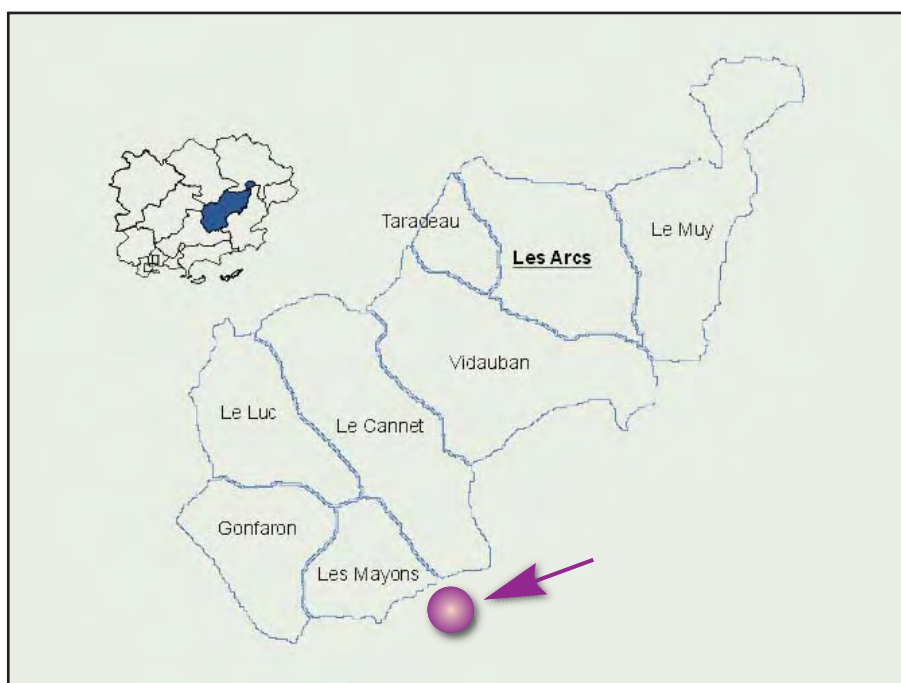 Taradeau
Le Muy
Les Arcs
Vidauban
Le Luc
Le Cannet
Gonfaron
Les Mayons